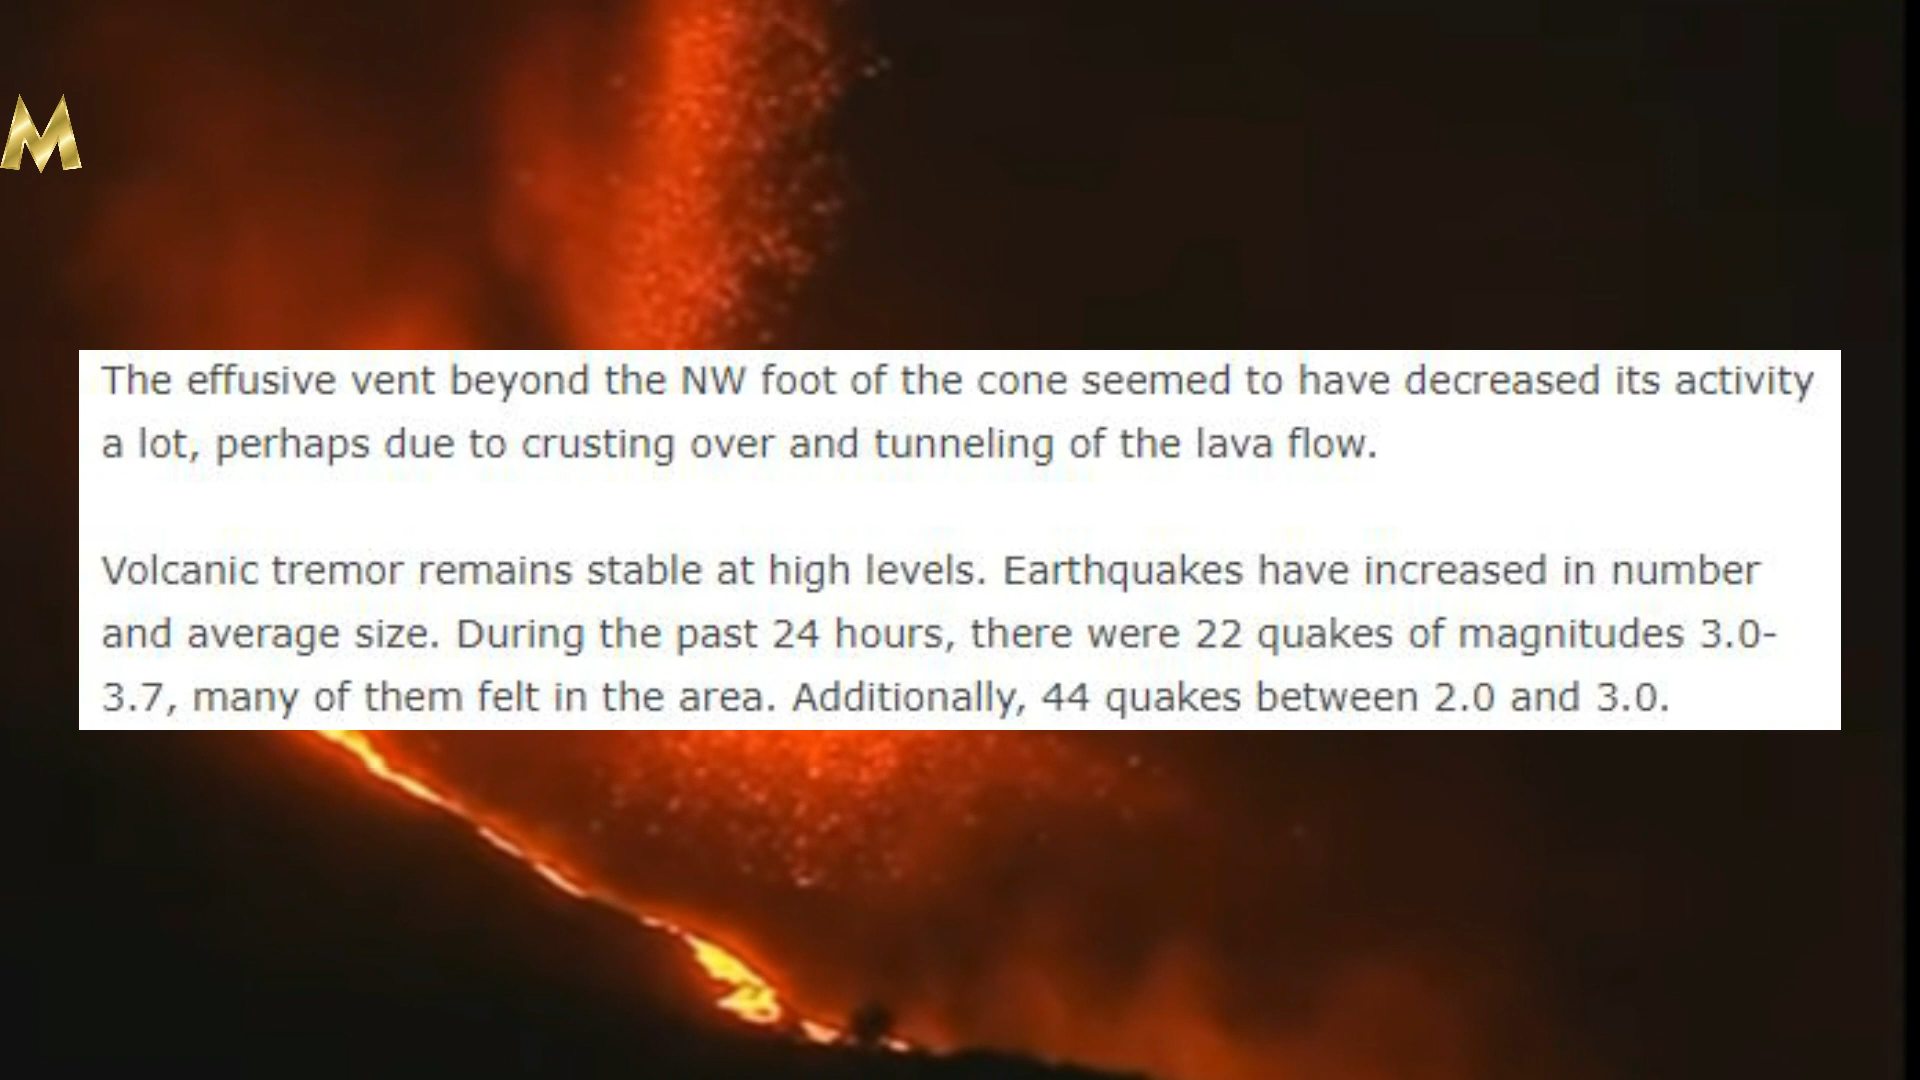 M
The effusive vent beyond the NW foot of the cone seemed to have decreased its activity
a lot, perhaps due to crusting over and tunneling of the lava flow.
Volcanic tremor remains stable at high levels. Earthquakes have increased in number
and average size. During the past 24 hours, there were 22 quakes of magnitudes 3.0-
3.7, many of them felt in the area. Additionally, 44 quakes between 2.0 and 3.0.